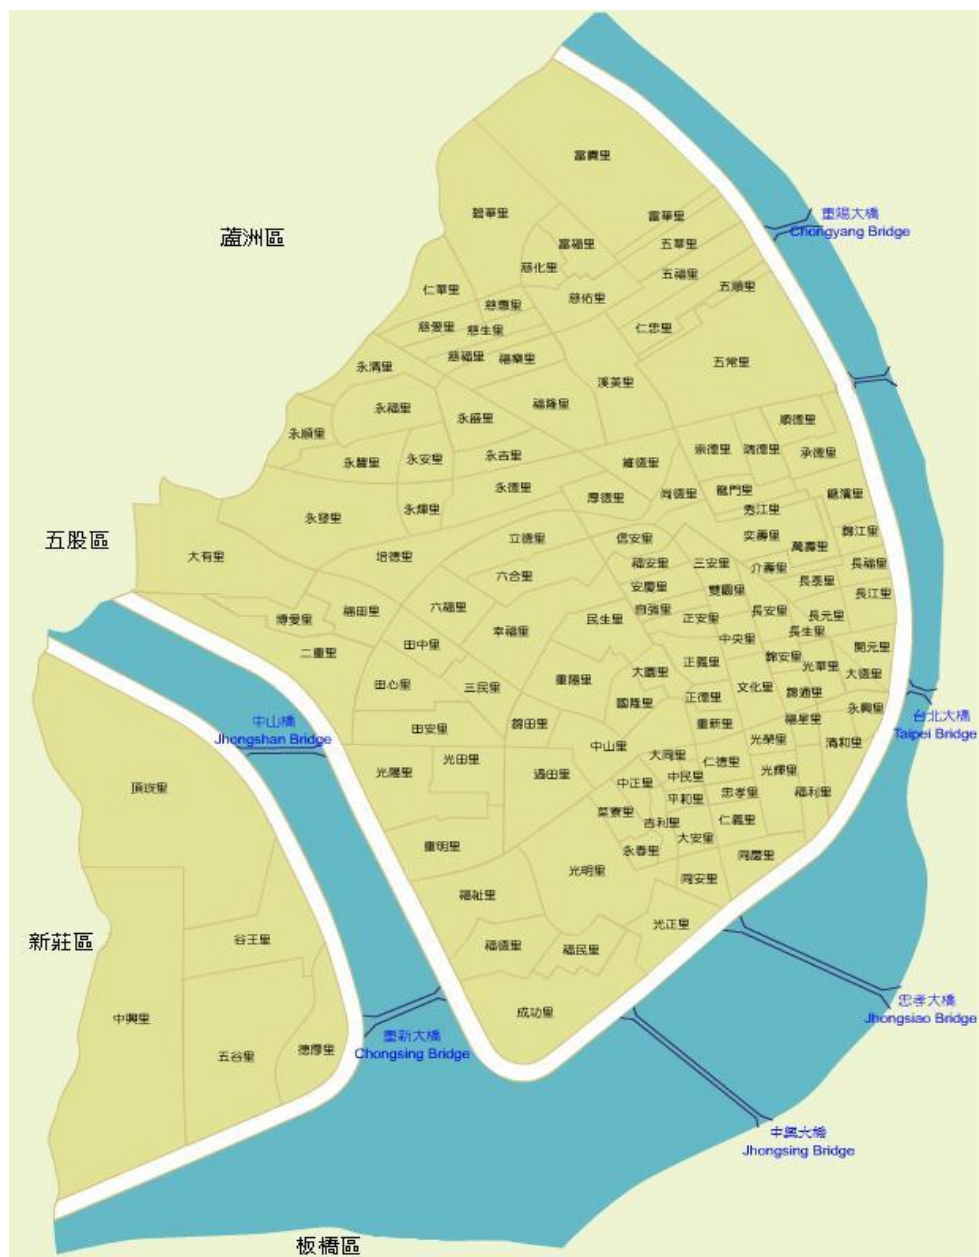 富貴里
碧華里
富華里
重陽大橋
Chongyang Bridge
蘆洲區
富福里
五華里
慈化里
五福里
仁華里
慈惠里
慈佑里
五順里
慈愛里
慈生里
仁忠里
慈福里
福樂里
五常里
永清里
溪美里
永福里
永盛里
福隆里
順德里
永順里
崇德里
瑞德里
承德里
永豐里
永安里
永吉里
維德里
永德里
厚德里
尚德里
龍門里
龍濱里
永發里
永輝里
秀江里
五股區
立德里
信安里
奕壽里
萬壽里
錦江里
大有里
培德里
福安里
三安里
介壽里
長福里
六合里
安慶里
雙園里
長泰里
長江里
博愛里
福田里
六福里
民生里
自強里
正安里
長安里
長元里
二重里
田中里
幸福里
中央里
長生里
開元里
田心里
三民里
重陽里
大園里
正義里
錦安里
光華里
大德里
國隆里
正德里
文化里
錦通里
永興里
中山橋
Jhongshan Bridge
田安里
錦田里
重新里
福星里
台北大橋
Taipei Bridge
中山里
光榮里
清和里
光陽里
光田里
過田里
大同里
仁德里
光輝里
頂崁里
中正里
中民里
平和里
忠孝里
福利里
菜寮里
吉利里
仁義里
重明里
永春里
大安里
同慶里
光明里
同安里
福祉里
光正里
新莊區
谷王里
福德里
福民里
忠孝大橋
Jhongsiao Bridge
中興里
成功里
五谷里
德厚里
重新大橋
Chongsing Bridge
中興大橋
Jhongsing Bridge
板橋區